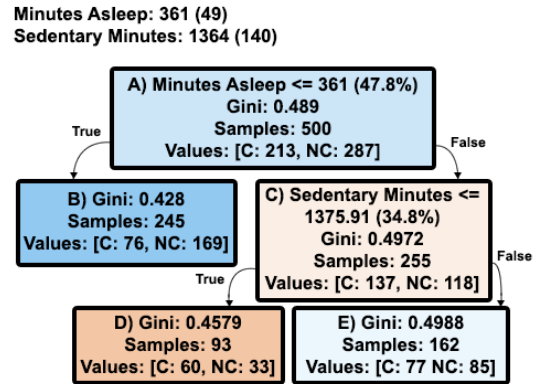 Minutes Asleep: 361 (49)
Sedentary Minutes: 1364 (140)
A) Minutes Asleep <= 361 (47.8%)
Gini: 0.489
Samples: 500
Values: [C: 213, NC: 287]
True
False
B) Gini: 0.428
Samples: 245
Values: [C: 76, NC: 169]
C) Sedentary Minutes <=
1375.91 (34.8%)
Gini: 0.4972
Samples: 255
Values: [C: 137, NC: 118]
True
False
D) Gini: 0.4579
Samples: 93
Values: [C: 60, NC: 33]
E) Gini: 0.4988
Samples: 162
Values: [C: 77 NC: 85]